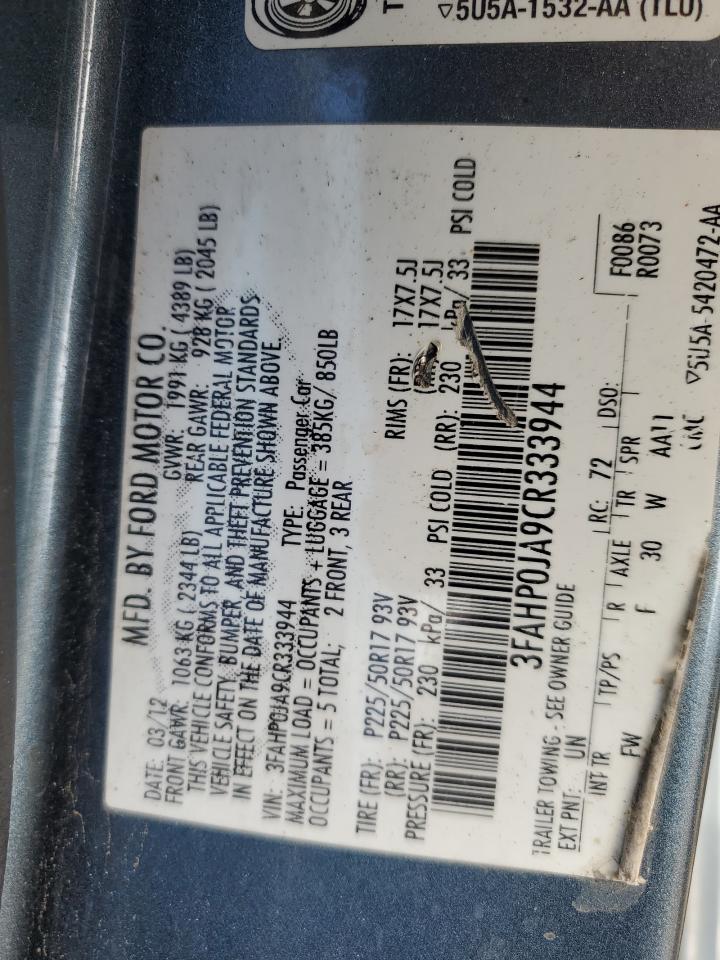 5U5A-1532-AA (TLU)
MFD. BY FORD MOTOR CO.
DATE: 03/12 GVWR: 1991 KG ( 4389 LB)
FRONT GAWR: 1063 KG ( 2344 LB) REAR GAWR: 928 KG ( 2045 LB)
THIS VEHICLE CONFORMS TO ALL APPLICABLE FEDERAL MOTOR
VEHICLE SAFETY, BUMPER, AND THEFT PREVENTION STANDARDS
IN EFFECT ON THE DATE OF MANUFACTURE SHOWN ABOVE.
VIN: 3FAHP0JA9CR333944 TYPE: Passenger Car
MAXIMUM LOAD = OCCUPANTS + LUGGAGE = 385KG/ 850LB
OCCUPANTS = 5 TOTAL; 2 FRONT, 3 REAR
TIRE (FR): P225/50R17 93V RIMS (FR): 17X7.5J
(RR): P225/50R17 93V 17X7.5J
PRESSURE (FR): 230 kPa/ 33 PSI COLD (RR): 230 kPa/ 33 PSI COLD
3FAHP0JA9CR333944
TRAILER TOWING - SEE OWNER GUIDE
EXT PNT: UN RC: 72 DSO: F0086
R0073
INT TR TP/PS R AXLE TR SPR
FW F 30 W AA11
5U5A-5420472-AA